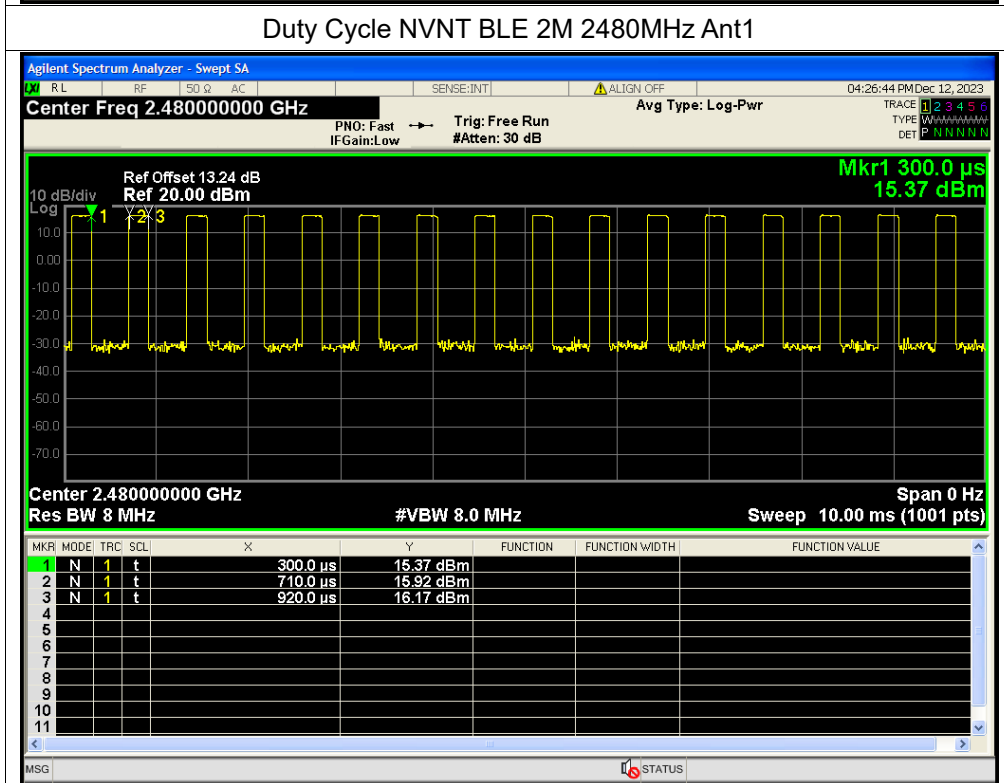 Duty Cycle NVNT BLE 2M 2480MHz Ant1
Agilent Spectrum Analyzer - Swept SA
LXI RL RF 50 Ω AC SENSE:INT ALIGN OFF 04:26:44 PM Dec 12, 2023
Center Freq 2.480000000 GHz
PNO: Fast
IFGain:Low
Trig: Free Run
#Atten: 30 dB
Avg Type: Log-Pwr
TRACE 1 2 3 4 5 6
TYPE W
DET P N N N N N
Ref Offset 13.24 dB
10 dB/div Ref 20.00 dBm
Log
Mkr1 300.0 µs
15.37 dBm
1 2 3
10.0
0.00
-10.0
-20.0
-30.0
-40.0
-50.0
-60.0
-70.0
Center 2.480000000 GHz Span 0 Hz
Res BW 8 MHz #VBW 8.0 MHz Sweep 10.00 ms (1001 pts)
MKR MODE TRC SCL X Y FUNCTION FUNCTION WIDTH FUNCTION VALUE
1 N 1 t 300.0 µs 15.37 dBm
2 N 1 t 710.0 µs 15.92 dBm
3 N 1 t 920.0 µs 16.17 dBm
4
5
6
7
8
9
10
11
MSG STATUS